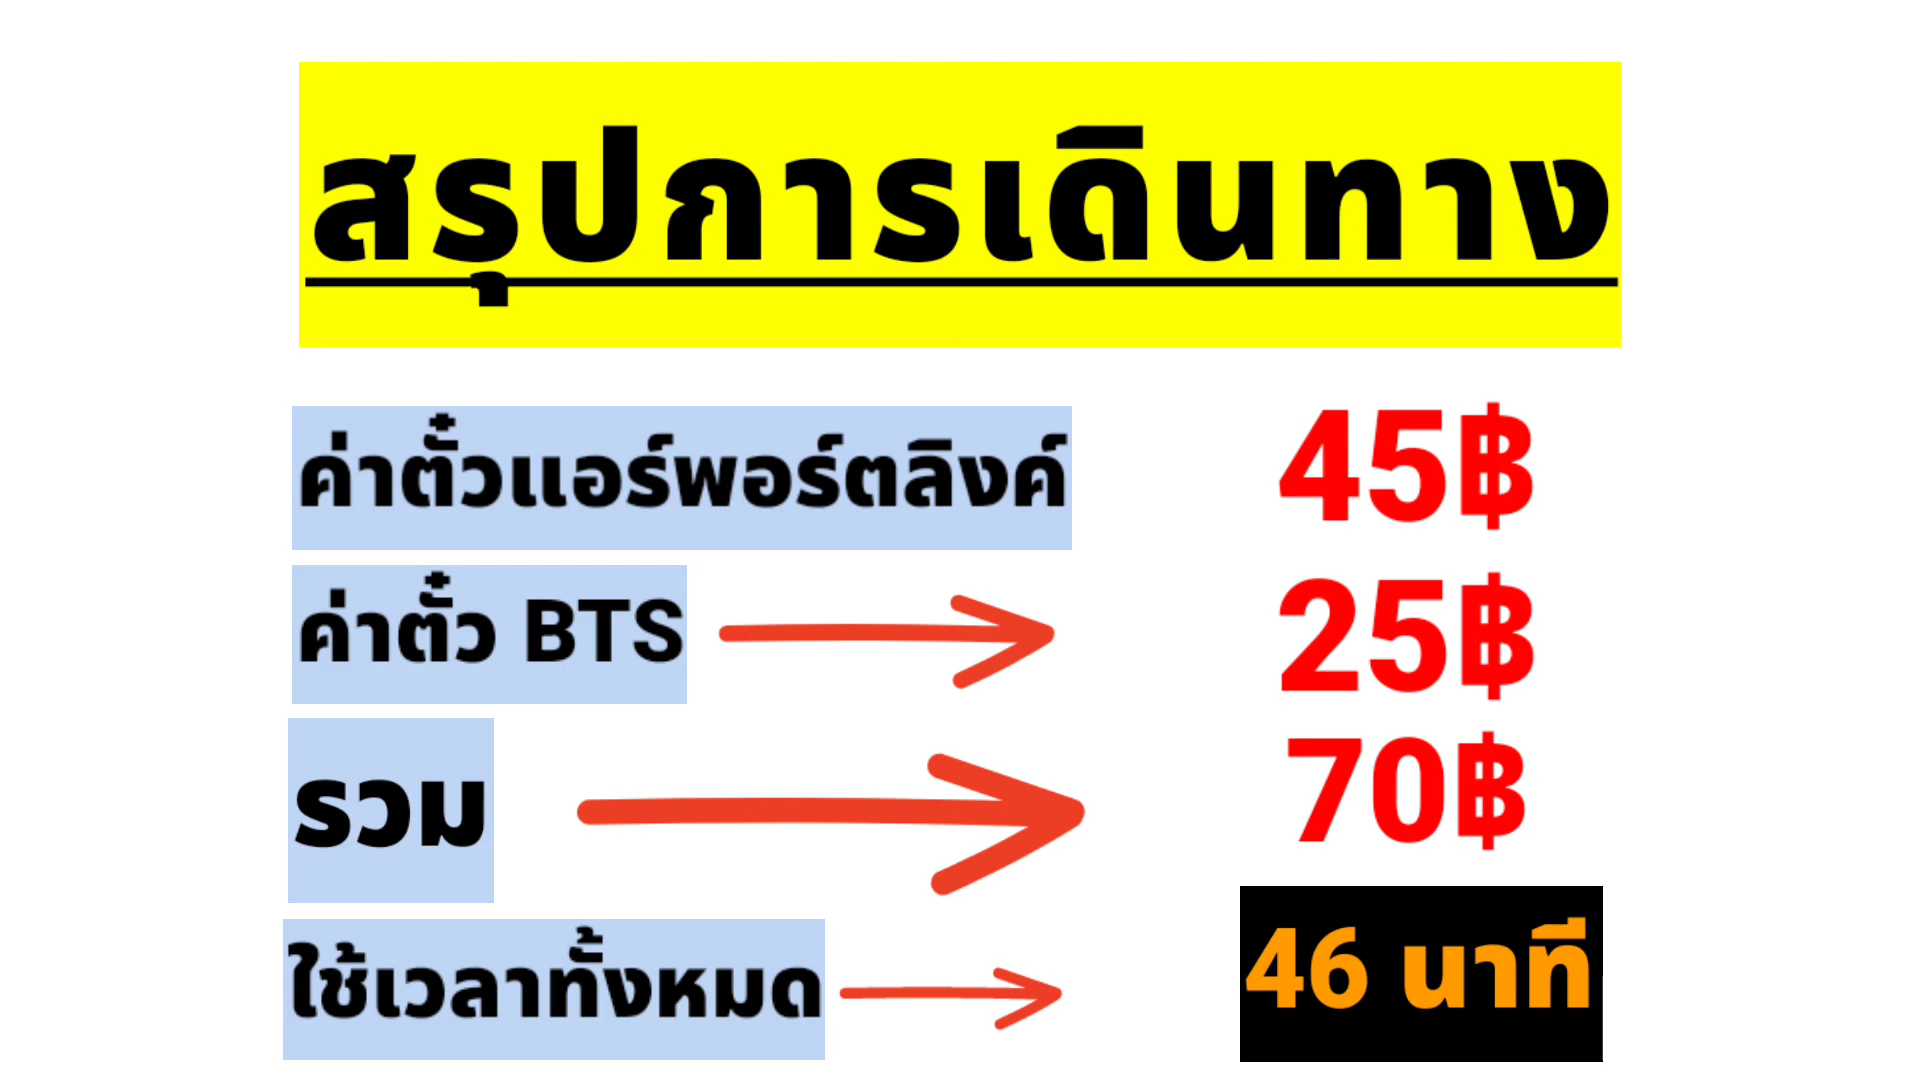 สรุปการเดินทาง
ค่าตั๋วแอร์พอร์ตลิงค์ 45฿
ค่าตั๋ว BTS 25฿
รวม 70฿
ใช้เวลาทั้งหมด 46 นาที